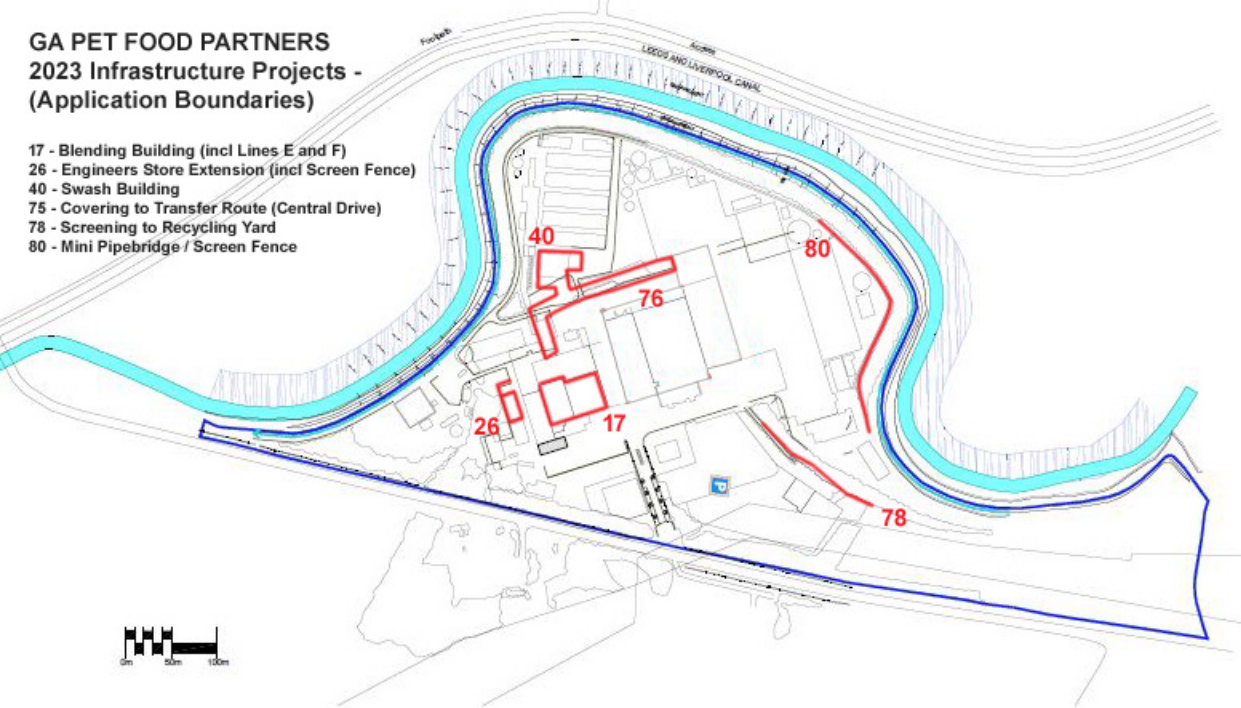 GA PET FOOD PARTNERS
2023 Infrastructure Projects -
(Application Boundaries)
17 - Blending Building (incl Lines E and F)
26 - Engineers Store Extension (incl Screen Fence)
40 - Swash Building
75 - Covering to Transfer Route (Central Drive)
78 - Screening to Recycling Yard
80 - Mini Pipebridge / Screen Fence
Footpath
LEEDS AND LIVERPOOL CANAL
40
80
76
26
17
P
78
0m 50m 100m